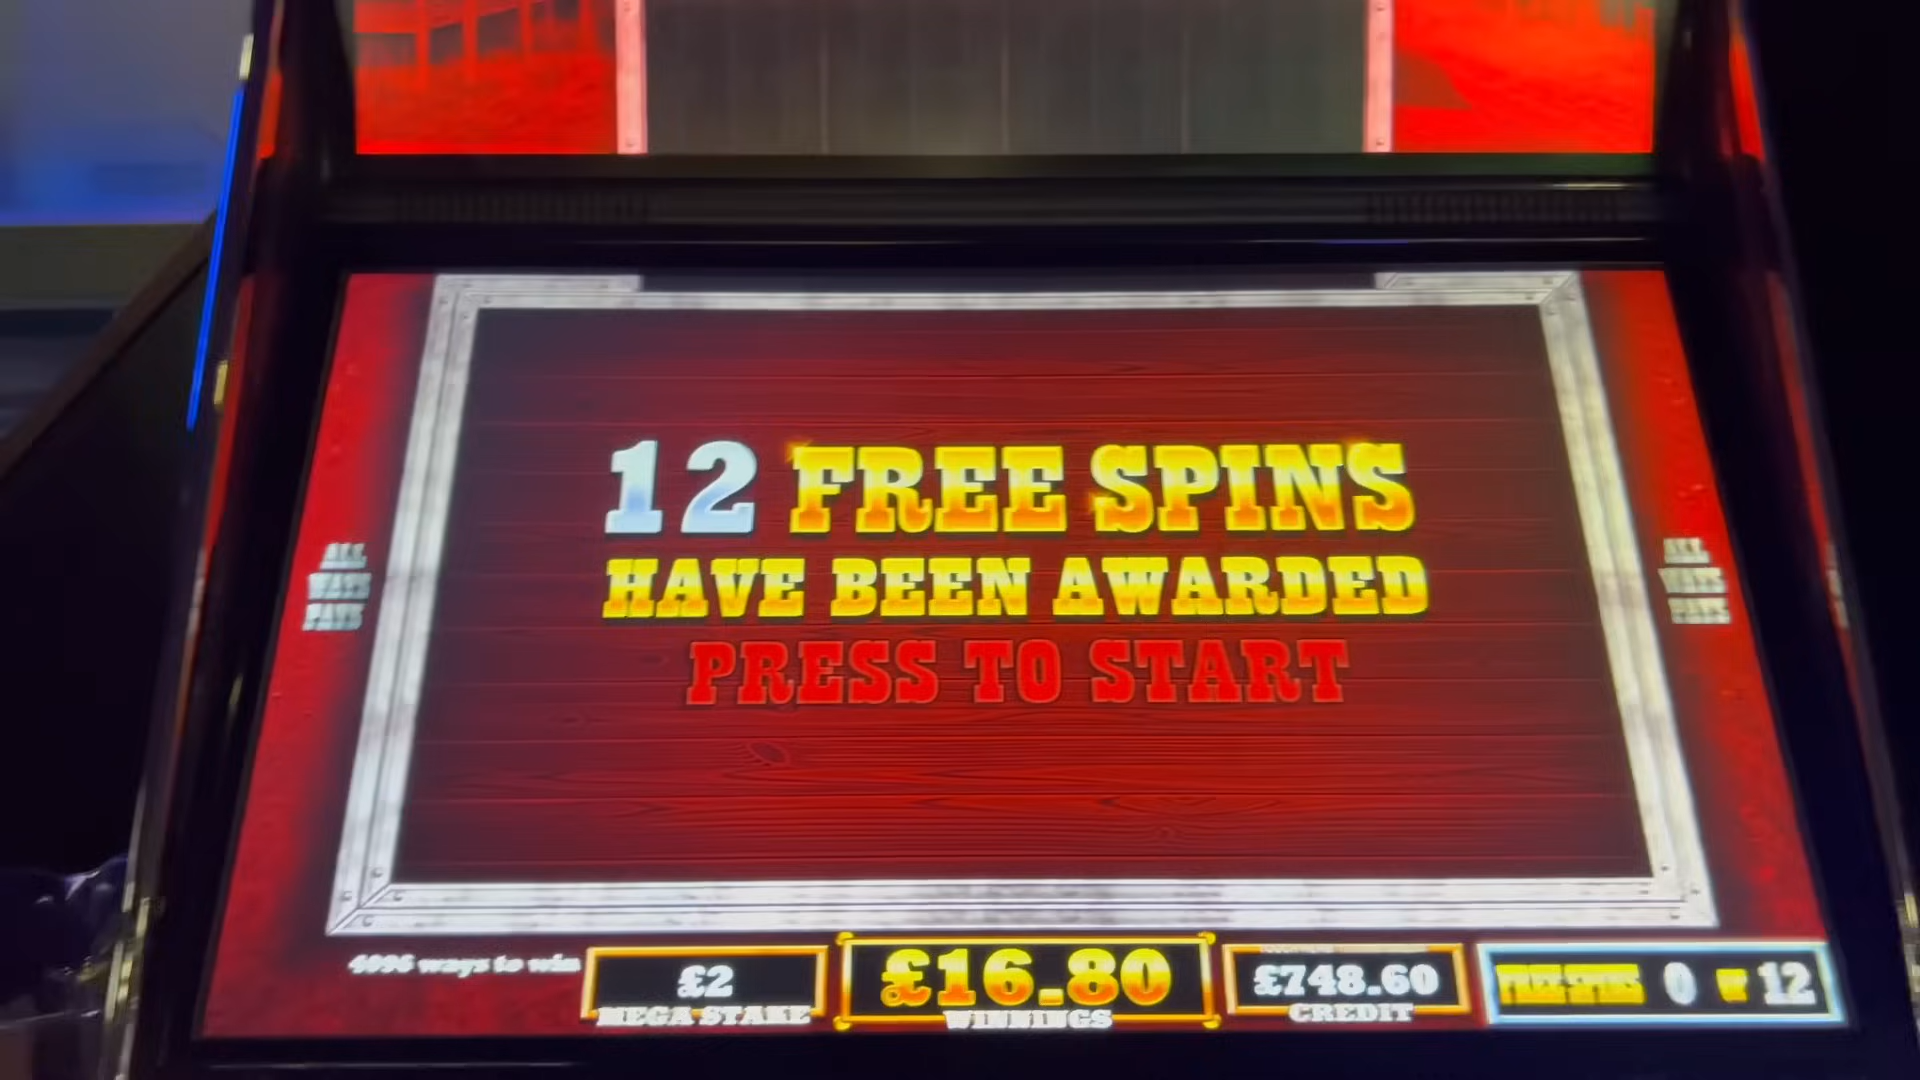 12 FREE SPINS
HAVE BEEN AWARDED
PRESS TO START
ALL
WAYS
PAYS
ALL
WAYS
PAYS
4096 ways to win
£2
MEGA STAKE
£16.80
WINNINGS
£748.60
CREDIT
FREE SPINS 0 OF 12